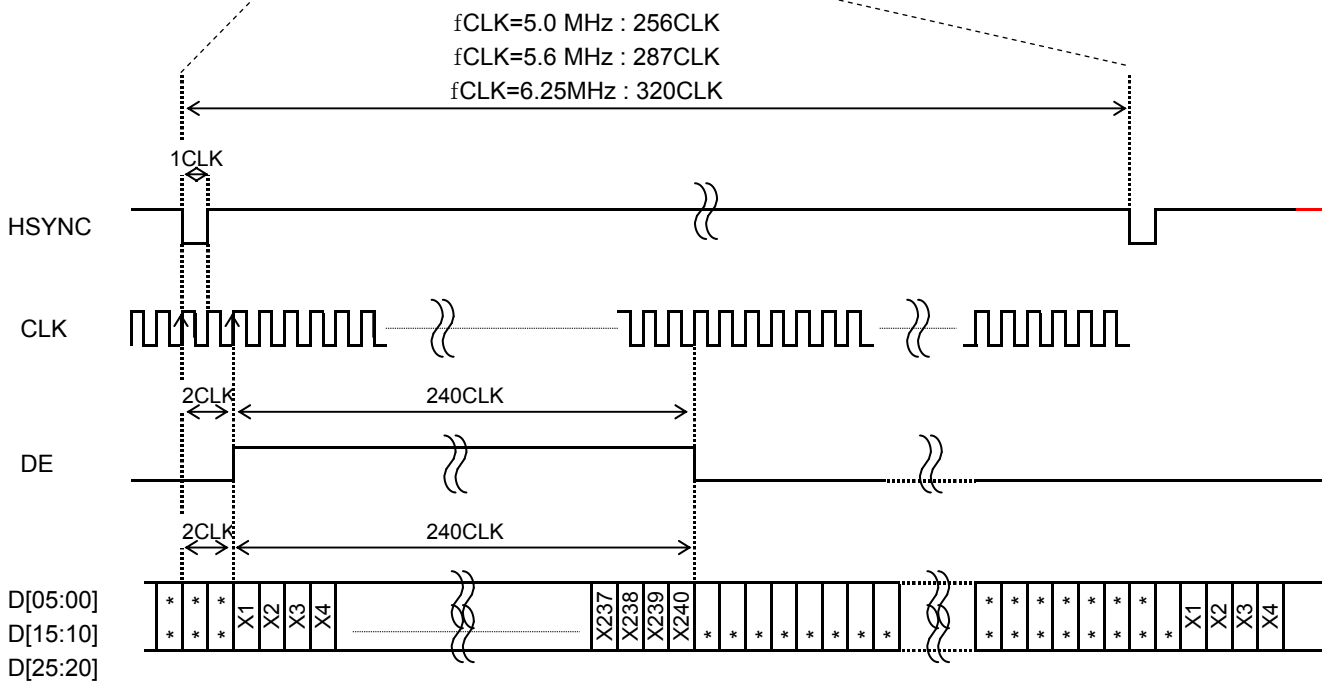 fCLK=5.0 MHz : 256CLK
fCLK=5.6 MHz : 287CLK
fCLK=6.25MHz : 320CLK
1CLK
HSYNC
CLK
2CLK
240CLK
DE
2CLK
240CLK
D[05:00]
D[15:10]
D[25:20]
* * * X1 X2 X3 X4 X237 X238 X239 X240 * * * * * * * * * * * * * * * X1 X2 X3 X4
* * * * * * * * * * * * * * * * * * *